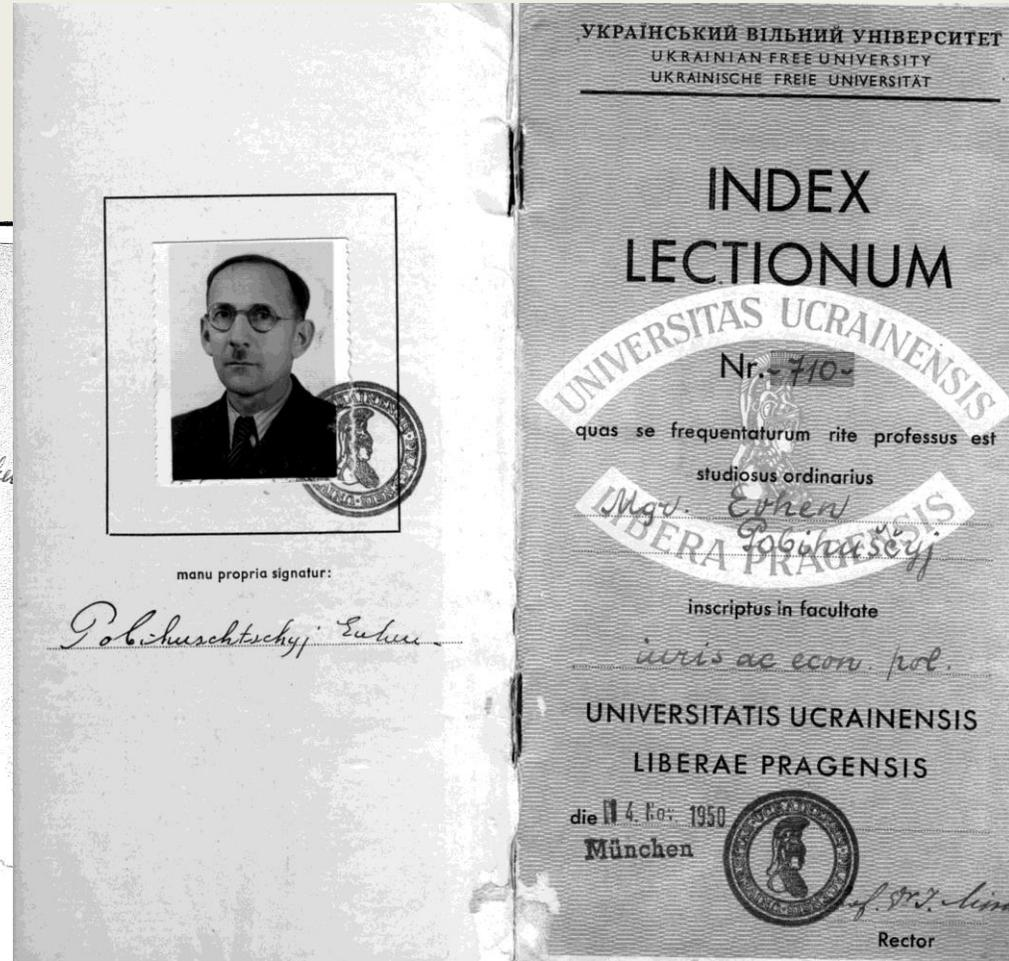 manu propria signatur:
Pobihuschtschyj Euhen
УКРАЇНСЬКИЙ ВІЛЬНИЙ УНІВЕРСИТЕТ
UKRAINIAN FREE UNIVERSITY
UKRAINISCHE FREIE UNIVERSITÄT
INDEX
LECTIONUM
UNIVERSITAS UCRAINENSIS
Nr. - 710 -
quas se frequentaturum rite professus est
studiosus ordinarius
Mgr. Evhen
Pobihuščyj
LIBERA PRAGENSIS
inscriptus in facultate
iuris ac econ. pol.
UNIVERSITATIS UCRAINENSIS
LIBERAE PRAGENSIS
die 4. Nov. 1950
München
Rector